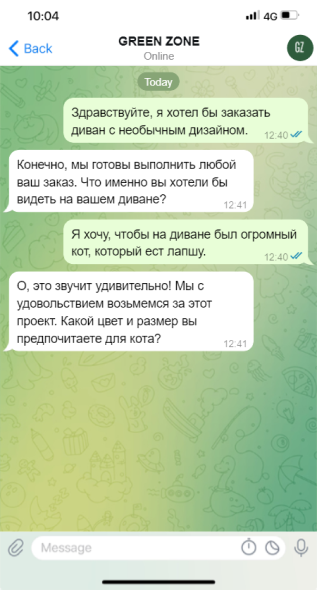 10:04
4G
Back
GREEN ZONE
Online
GZ
Today
Здравствуйте, я хотел бы заказать
диван с необычным дизайном.
12:40
Конечно, мы готовы выполнить любой
ваш заказ. Что именно вы хотели бы
видеть на вашем диване?
12:41
Я хочу, чтобы на диване был огромный
кот, который ест лапшу.
12:40
О, это звучит удивительно! Мы с
удовольствием возьмемся за этот
проект. Какой цвет и размер вы
предпочитаете для кота?
12:41
Message